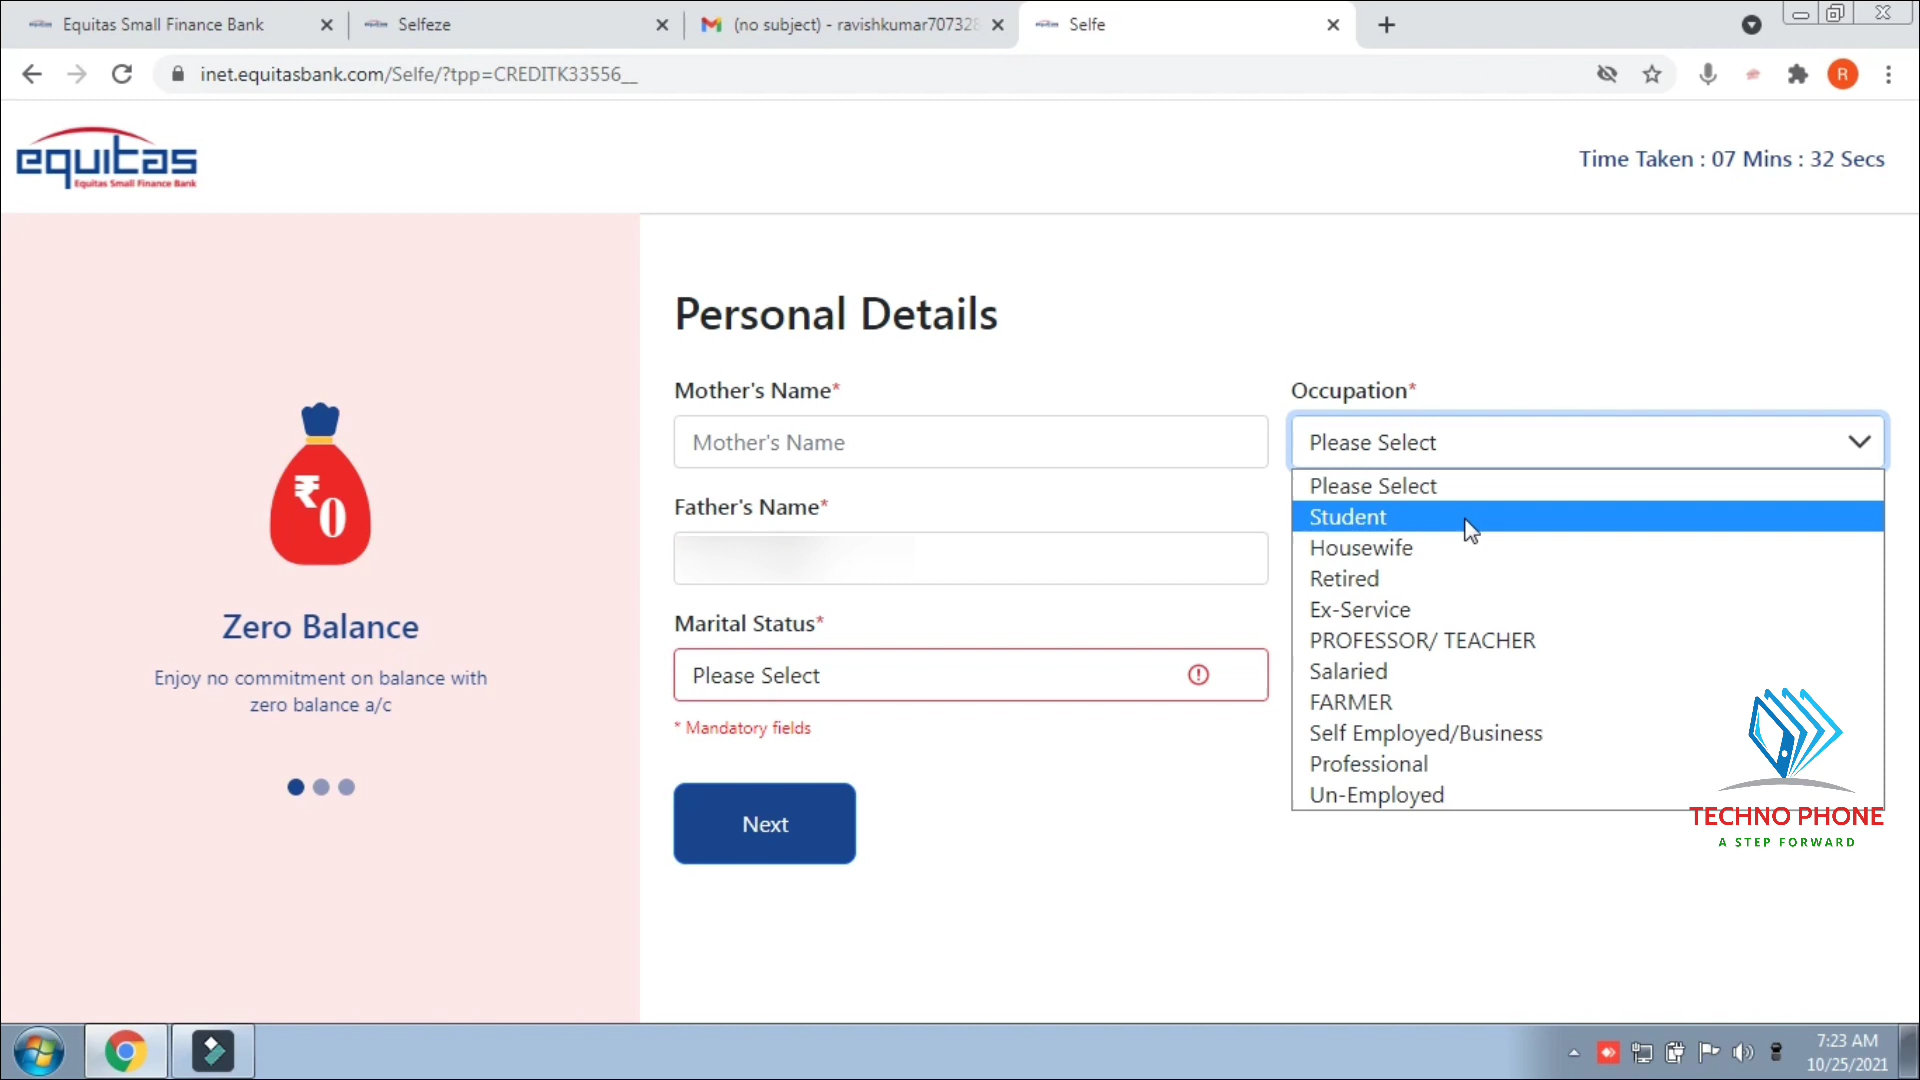 Equitas Small Finance Bank
Selfeze
(no subject) - ravishkumar707328
Selfe
inet.equitasbank.com/Selfe/?tpp=CREDITK33556__
R
equitas
Equitas Small Finance Bank
Time Taken : 07 Mins : 32 Secs
₹0
Zero Balance
Enjoy no commitment on balance with
zero balance a/c
Personal Details
Mother's Name*
Mother's Name
Father's Name*
Marital Status*
Please Select
* Mandatory fields
Next
Occupation*
Please Select
Please Select
Student
Housewife
Retired
Ex-Service
PROFESSOR/ TEACHER
Salaried
FARMER
Self Employed/Business
Professional
Un-Employed
TECHNO PHONE
A STEP FORWARD
7:23 AM
10/25/2021